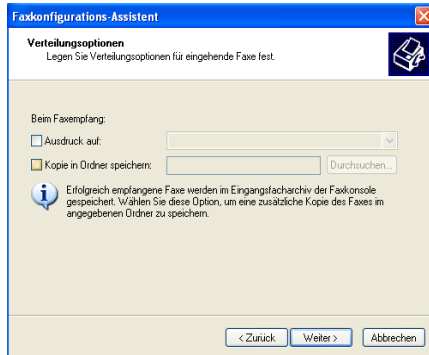 Faxkonfigurations-Assistent
Verteilungsoptionen
Legen Sie Verteilungsoptionen für eingehende Faxe fest.
Beim Faxempfang:
Ausdruck auf:
Kopie in Ordner speichern:
Durchsuchen...
Erfolgreich empfangene Faxe werden im Eingangsfacharchiv der Faxkonsole
gespeichert. Wählen Sie diese Option, um eine zusätzliche Kopie des Faxes im
angegebenen Ordner zu speichern.
< Zurück
Weiter >
Abbrechen